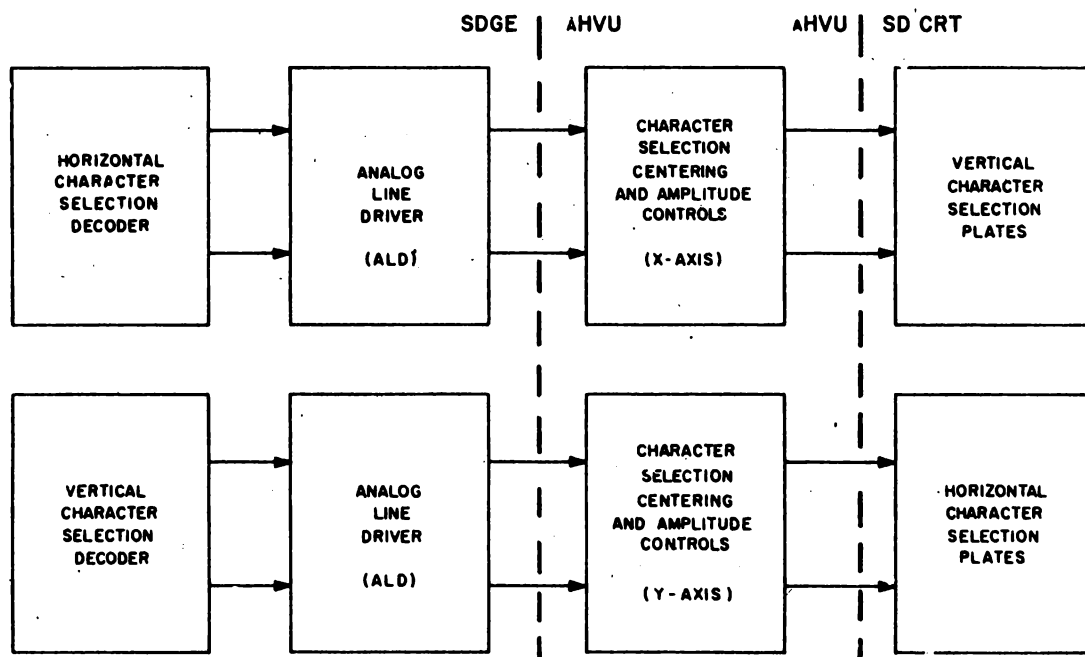 SDGE AHVU AHVU SD CRT
HORIZONTAL
CHARACTER
SELECTION
DECODER
ANALOG
LINE
DRIVER
(ALD)
CHARACTER
SELECTION
CENTERING
AND AMPLITUDE
CONTROLS
(X-AXIS)
VERTICAL
CHARACTER
SELECTION
PLATES
VERTICAL
CHARACTER
SELECTION
DECODER
ANALOG
LINE
DRIVER
(ALD)
CHARACTER
SELECTION
CENTERING
AND AMPLITUDE
CONTROLS
(Y-AXIS)
HORIZONTAL
CHARACTER
SELECTION
PLATES